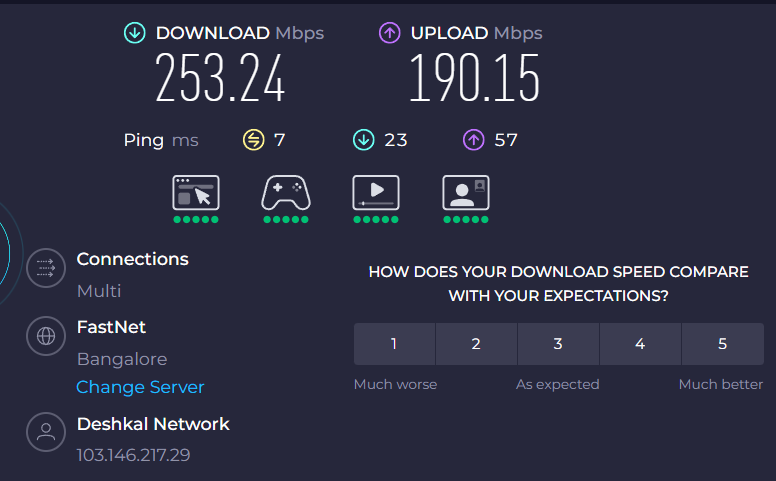 DOWNLOAD Mbps UPLOAD Mbps
253.24 190.15
Ping ms 7 23 57
Connections
Multi
FastNet
Bangalore
Change Server
Deshkal Network
103.146.217.29
HOW DOES YOUR DOWNLOAD SPEED COMPARE
WITH YOUR EXPECTATIONS?
1 2 3 4 5
Much worse As expected Much better